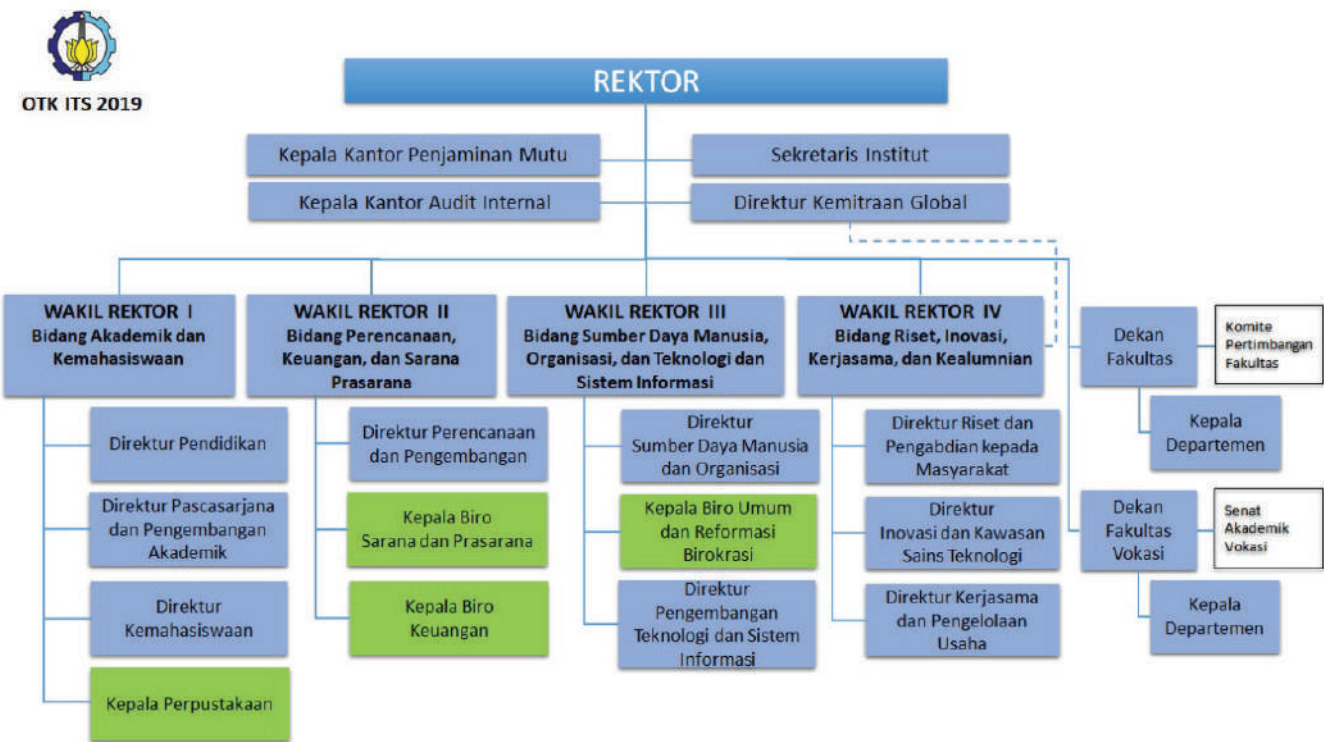 OTK ITS 2019
REKTOR
Kepala Kantor Penjaminan Mutu
Sekretaris Institut
Kepala Kantor Audit Internal
Direktur Kemitraan Global
WAKIL REKTOR I
Bidang Akademik dan
Kemahasiswaan
WAKIL REKTOR II
Bidang Perencanaan,
Keuangan, dan Sarana
Prasarana
WAKIL REKTOR III
Bidang Sumber Daya Manusia,
Organisasi, dan Teknologi dan
Sistem Informasi
WAKIL REKTOR IV
Bidang Riset, Inovasi,
Kerjasama, dan Kealumnian
Dekan
Fakultas
Komite
Pertimbangan
Fakultas
Kepala
Departemen
Direktur Pendidikan
Direktur Pascasarjana
dan Pengembangan
Akademik
Direktur
Kemahasiswaan
Kepala Perpustakaan
Direktur Perencanaan
dan Pengembangan
Kepala Biro
Sarana dan Prasarana
Kepala Biro
Keuangan
Direktur
Sumber Daya Manusia
dan Organisasi
Kepala Biro Umum
dan Reformasi
Birokrasi
Direktur
Pengembangan
Teknologi dan Sistem
Informasi
Direktur Riset dan
Pengabdian kepada
Masyarakat
Direktur
Inovasi dan Kawasan
Sains Teknologi
Direktur Kerjasama
dan Pengelolaan
Usaha
Dekan
Fakultas
Vokasi
Senat
Akademik
Vokasi
Kepala
Departemen